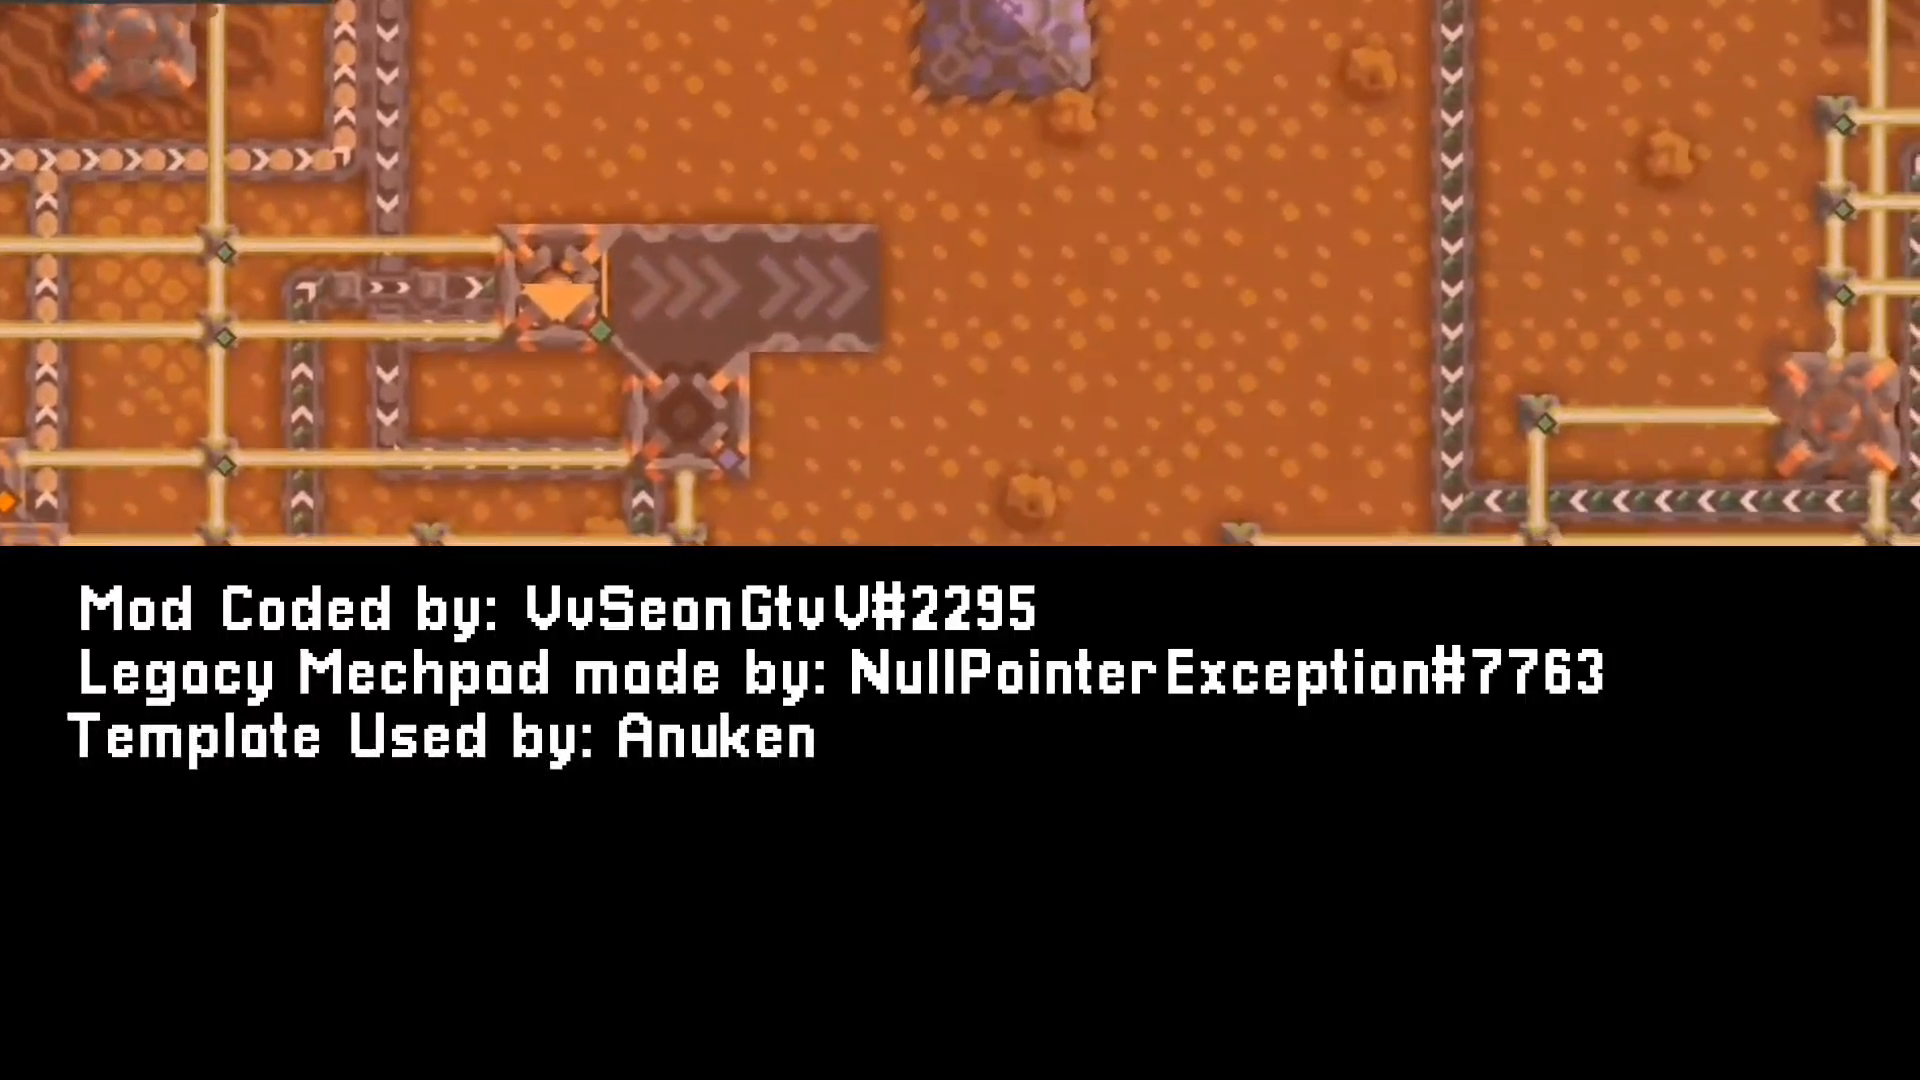 Mod Coded by: VvSeanGtvV#2295
Legacy Mechpad made by: NullPointerException#7763
Template Used by: Anuken